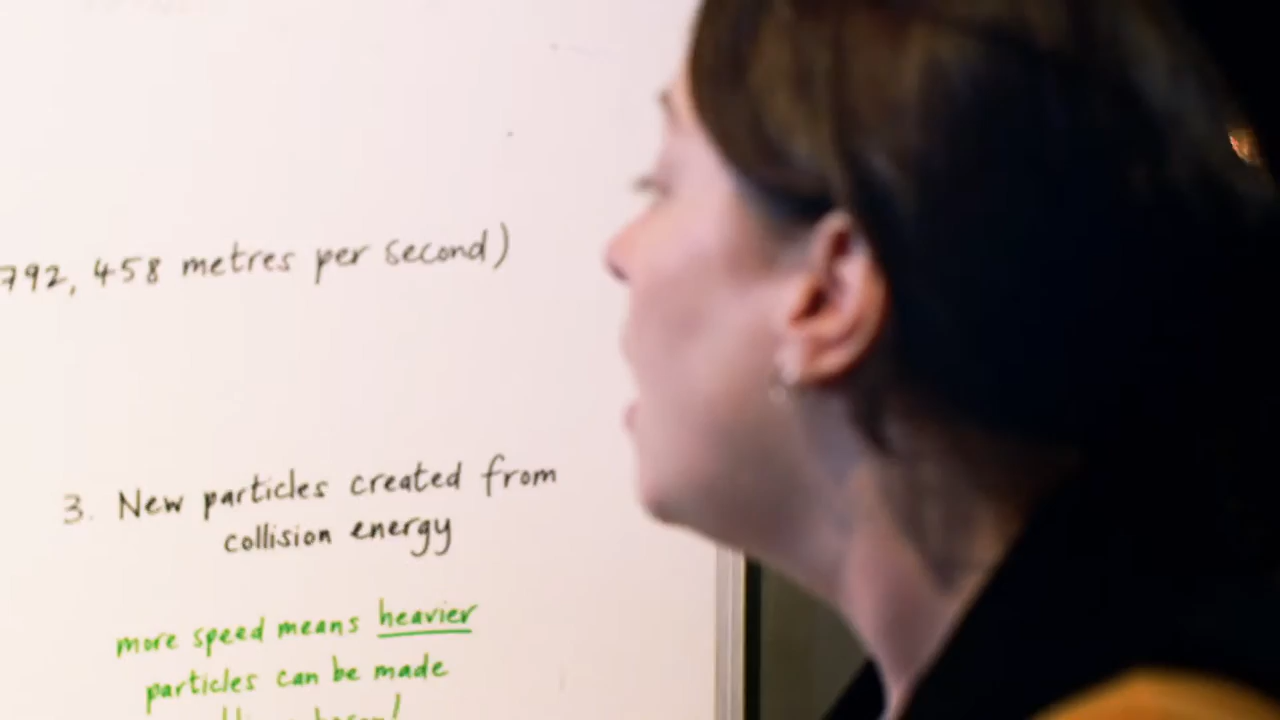 792, 458 metres per second)
3. New particles created from
collision energy
more speed means heavier
particles can be made